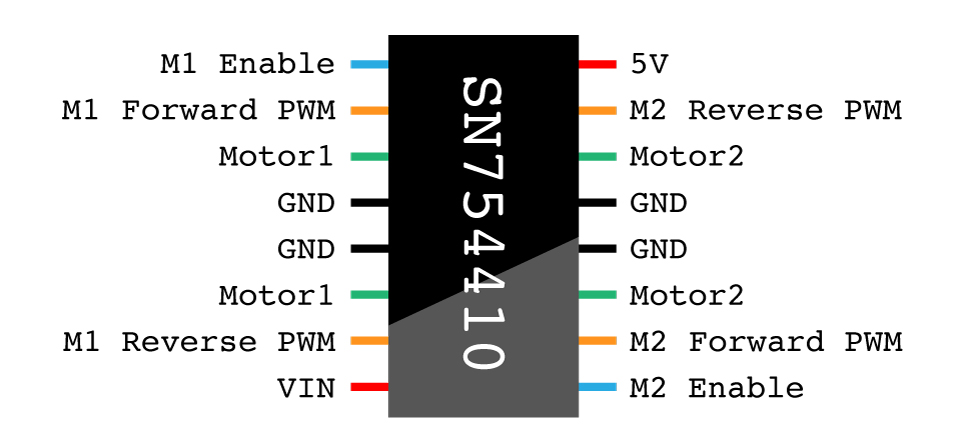 M1 Enable
M1 Forward PWM
Motor1
GND
GND
Motor1
M1 Reverse PWM
VIN
SN754410
5V
M2 Reverse PWM
Motor2
GND
GND
Motor2
M2 Forward PWM
M2 Enable